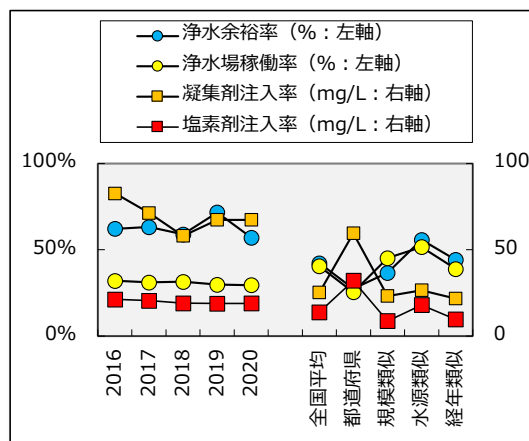 浄水余裕率（%：左軸）
浄水場稼働率（%：左軸）
凝集剤注入率（mg/L：右軸）
塩素剤注入率（mg/L：右軸）
100%
100
50%
50
0%
0
2016
2017
2018
2019
2020
全国平均
都道府県
規模類似
水源類似
経年類似